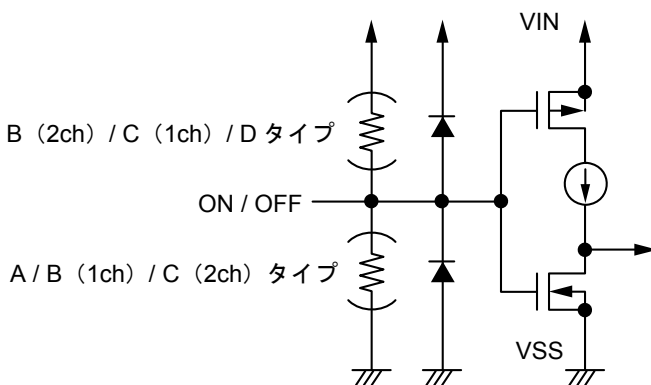 VIN
B（2ch）/ C（1ch）/ D タイプ
ON / OFF
A / B（1ch）/ C（2ch）タイプ
VSS